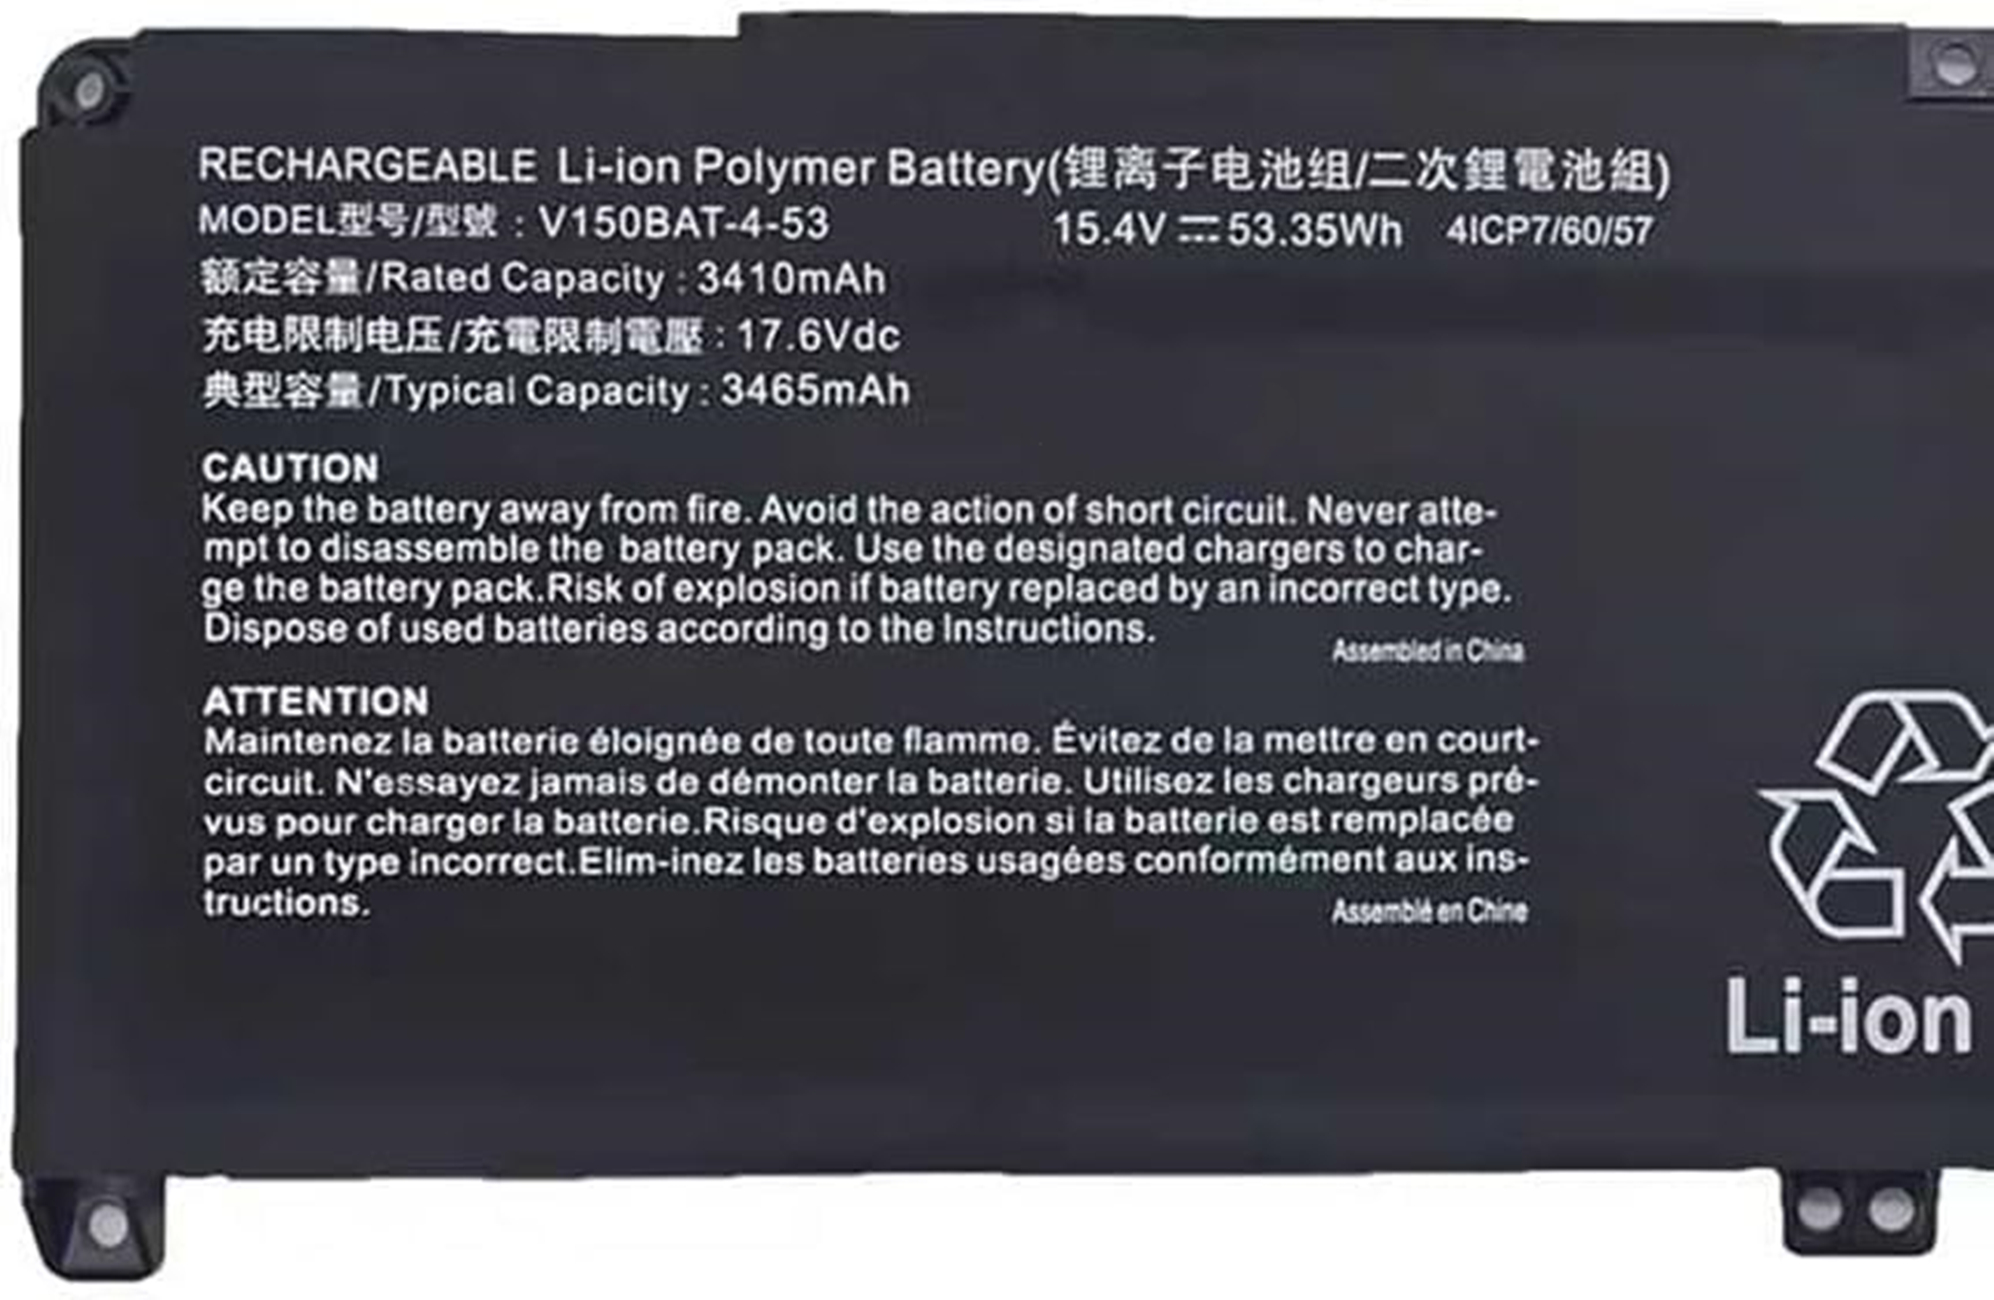 RECHARGEABLE Li-ion Polymer Battery(锂离子电池组/二次鋰電池組)
MODEL型号/型號 : V150BAT-4-53 15.4V ⎓ 53.35Wh 4ICP7/60/57
額定容量/Rated Capacity : 3410mAh
充电限制电压/充電限制電壓 : 17.6Vdc
典型容量/Typical Capacity : 3465mAh
CAUTION
Keep the battery away from fire. Avoid the action of short circuit. Never atte-
mpt to disassemble the battery pack. Use the designated chargers to char-
ge the battery pack.Risk of explosion if battery replaced by an incorrect type.
Dispose of used batteries according to the Instructions.
Assembled in China
ATTENTION
Maintenez la batterie éloignée de toute flamme. Évitez de la mettre en court-
circuit. N'essayez jamais de démonter la batterie. Utilisez les chargeurs pré-
vus pour charger la batterie.Risque d'explosion si la batterie est remplacée
par un type incorrect.Elim-inez les batteries usagées conformément aux ins-
tructions.
Assemblé en Chine
Li-ion